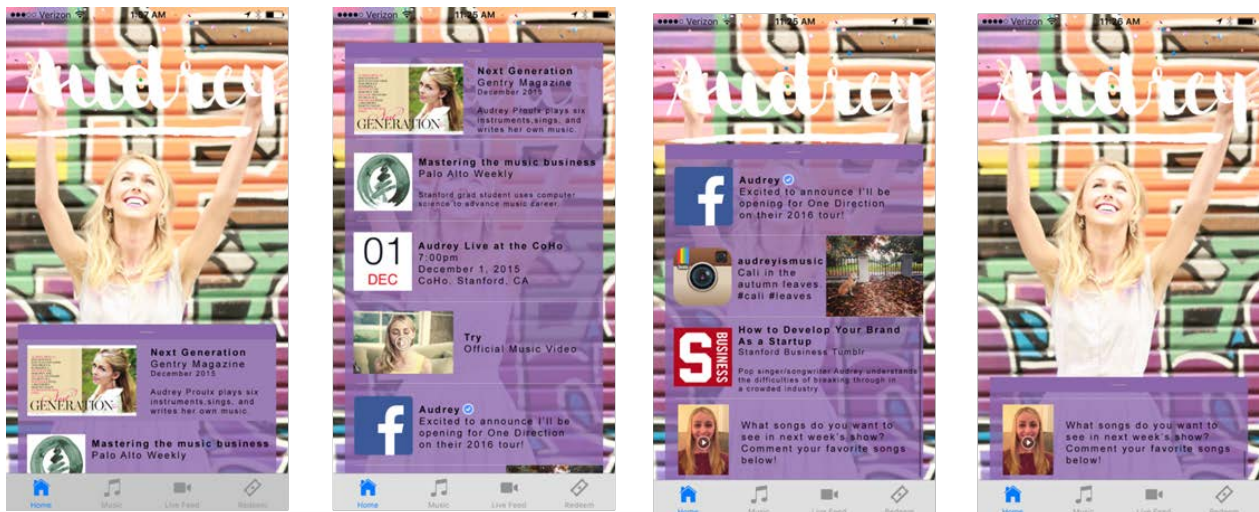 Verizon
Audrey
Next Generation
Gentry Magazine
December 2015
Audrey Proulx plays six
instruments,sings, and
writes her own music.
GENERATION
Mastering the music business
Palo Alto Weekly
Home
Music
Live Feed
Redeem
Verizon
11:25 AM
Next Generation
Gentry Magazine
December 2015
Audrey Proulx plays six
instruments,sings, and
writes her own music.
GENERATION
Mastering the music business
Palo Alto Weekly
Stanford grad student uses computer
science to advance music career.
01
DEC
Audrey Live at the CoHo
7:00pm
December 1, 2015
CoHo, Stanford, CA
Try
Official Music Video
Audrey
Excited to announce I'll be
opening for One Direction
on their 2016 tour!
Home
Music
Live Feed
Redeem
Verizon
11:25 AM
Audrey
Audrey
Excited to announce I'll be
opening for One Direction
on their 2016 tour!
audreyismusic
Cali in the
autumn leaves
#cali #leaves
S BUSINESS
How to Develop Your Brand
As a Startup
Stanford Business Tumblr
Pop singer/songwriter Audrey understands
the difficulties of breaking through in
a crowded industry.
What songs do you want to
see in next week's show?
Comment your favorite songs
below!
Home
Music
Live Feed
Redeem
Verizon
11:26 AM
Audrey
What songs do you want to
see in next week's show?
Comment your favorite songs
below!
Home
Music
Live Feed
Redeem